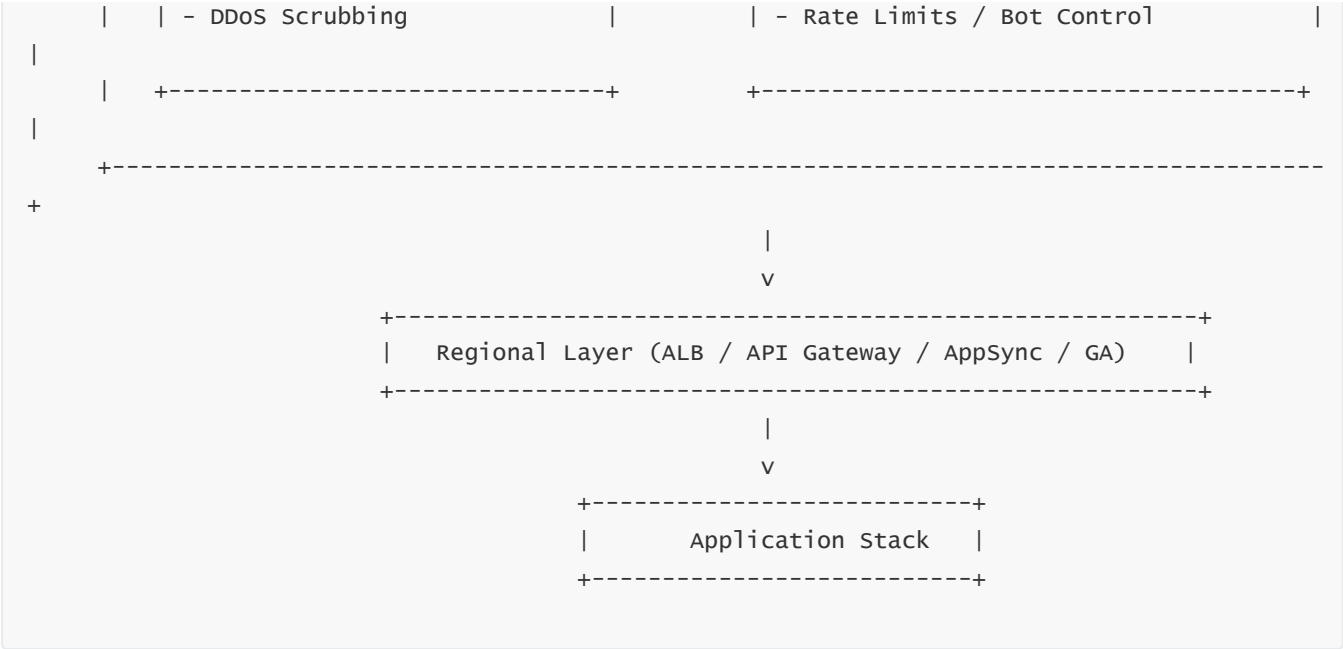 |   | - DDoS Scrubbing              |         | - Rate Limits / Bot Control           |
|
|   +-------------------------------+         +--------------------------------------+
|
+--------------------------------------------------------------------------------------
+
|
v
+---------------------------------------------------------+
|   Regional Layer (ALB / API Gateway / AppSync / GA)    |
+---------------------------------------------------------+
|
v
+---------------------------+
|       Application Stack   |
+---------------------------+